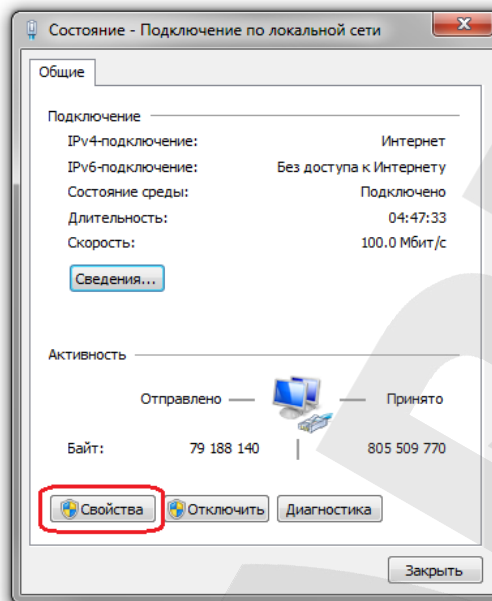 Состояние - Подключение по локальной сети
Общие
Подключение
IPv4-подключение: Интернет
IPv6-подключение: Без доступа к Интернету
Состояние среды: Подключено
Длительность: 04:47:33
Скорость: 100.0 Мбит/с
Сведения...
Активность
Отправлено Принято
Байт: 79 188 140 805 509 770
Свойства Отключить Диагностика
Закрыть